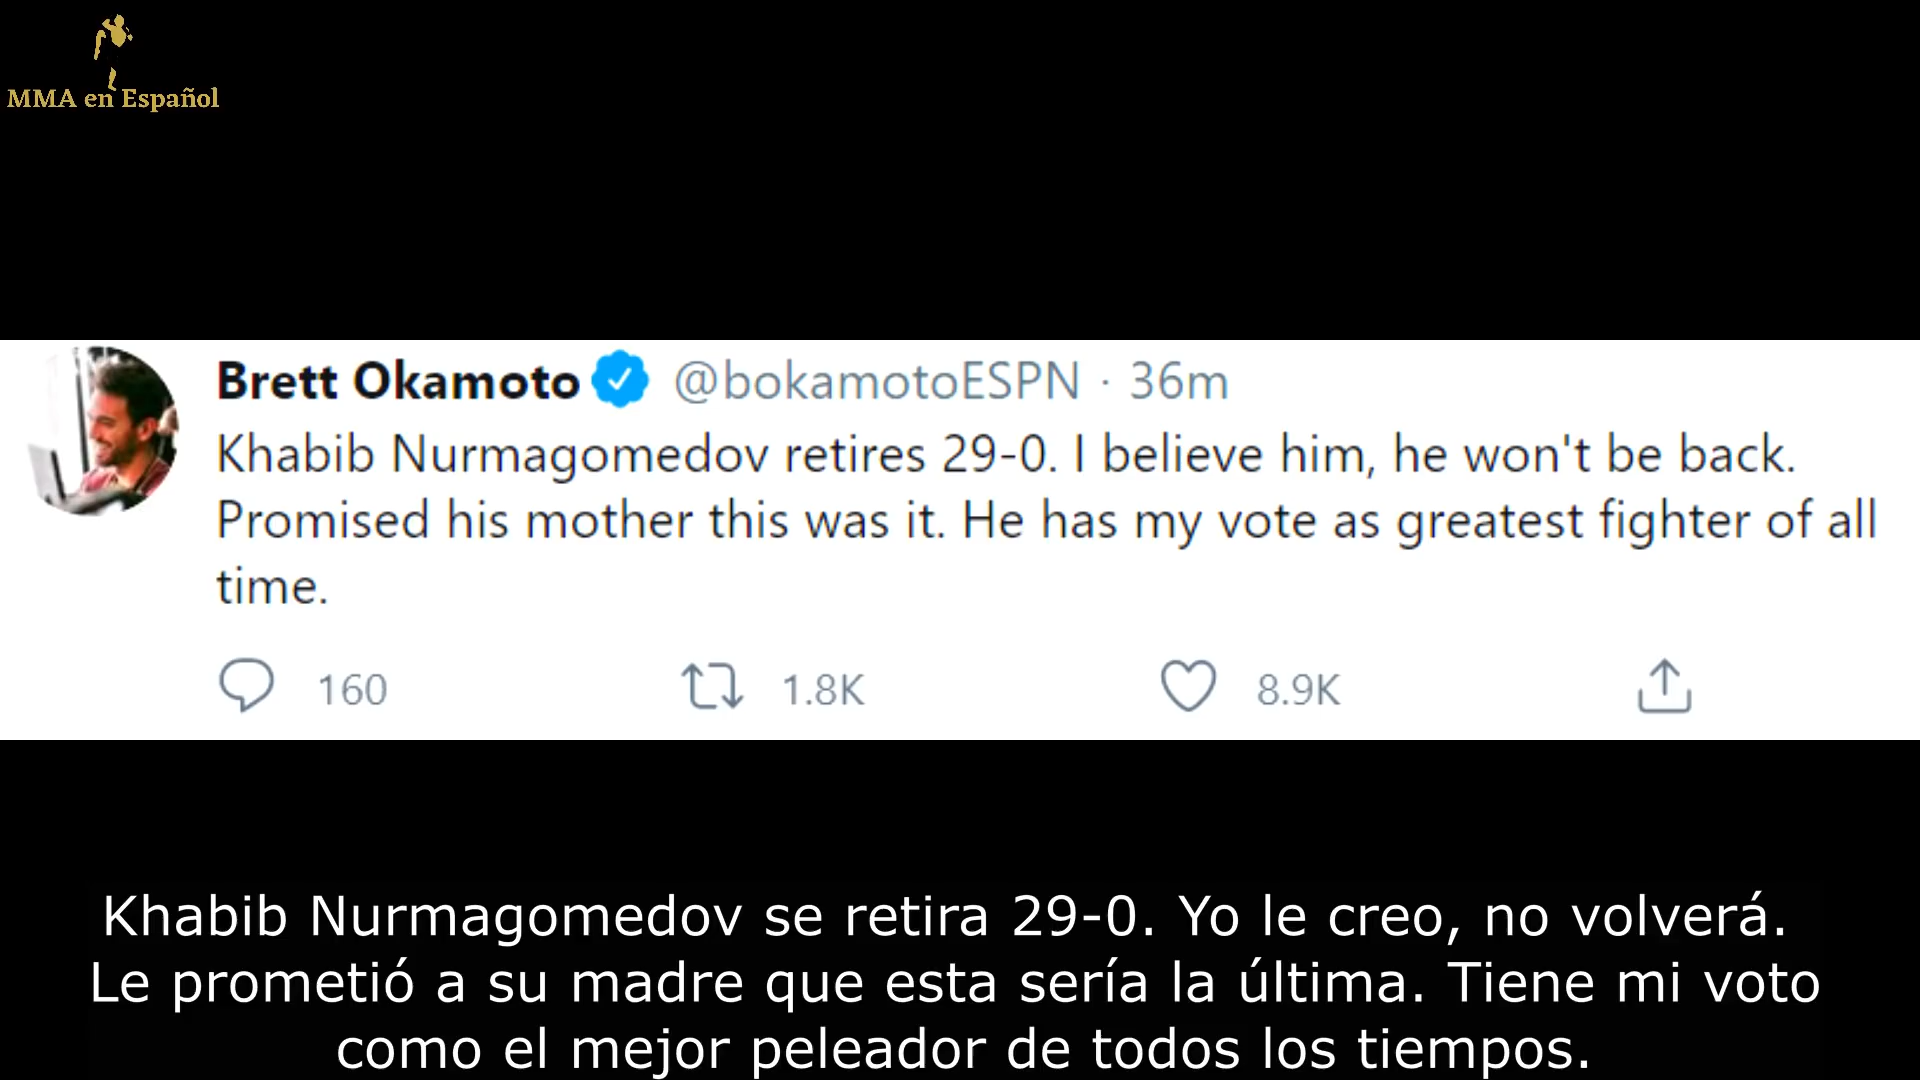 MMA en Español
Brett Okamoto @bokamotoESPN · 36m
Khabib Nurmagomedov retires 29-0. I believe him, he won't be back.
Promised his mother this was it. He has my vote as greatest fighter of all
time.
160 1.8K 8.9K
Khabib Nurmagomedov se retira 29-0. Yo le creo, no volverá.
Le prometió a su madre que esta sería la última. Tiene mi voto
como el mejor peleador de todos los tiempos.